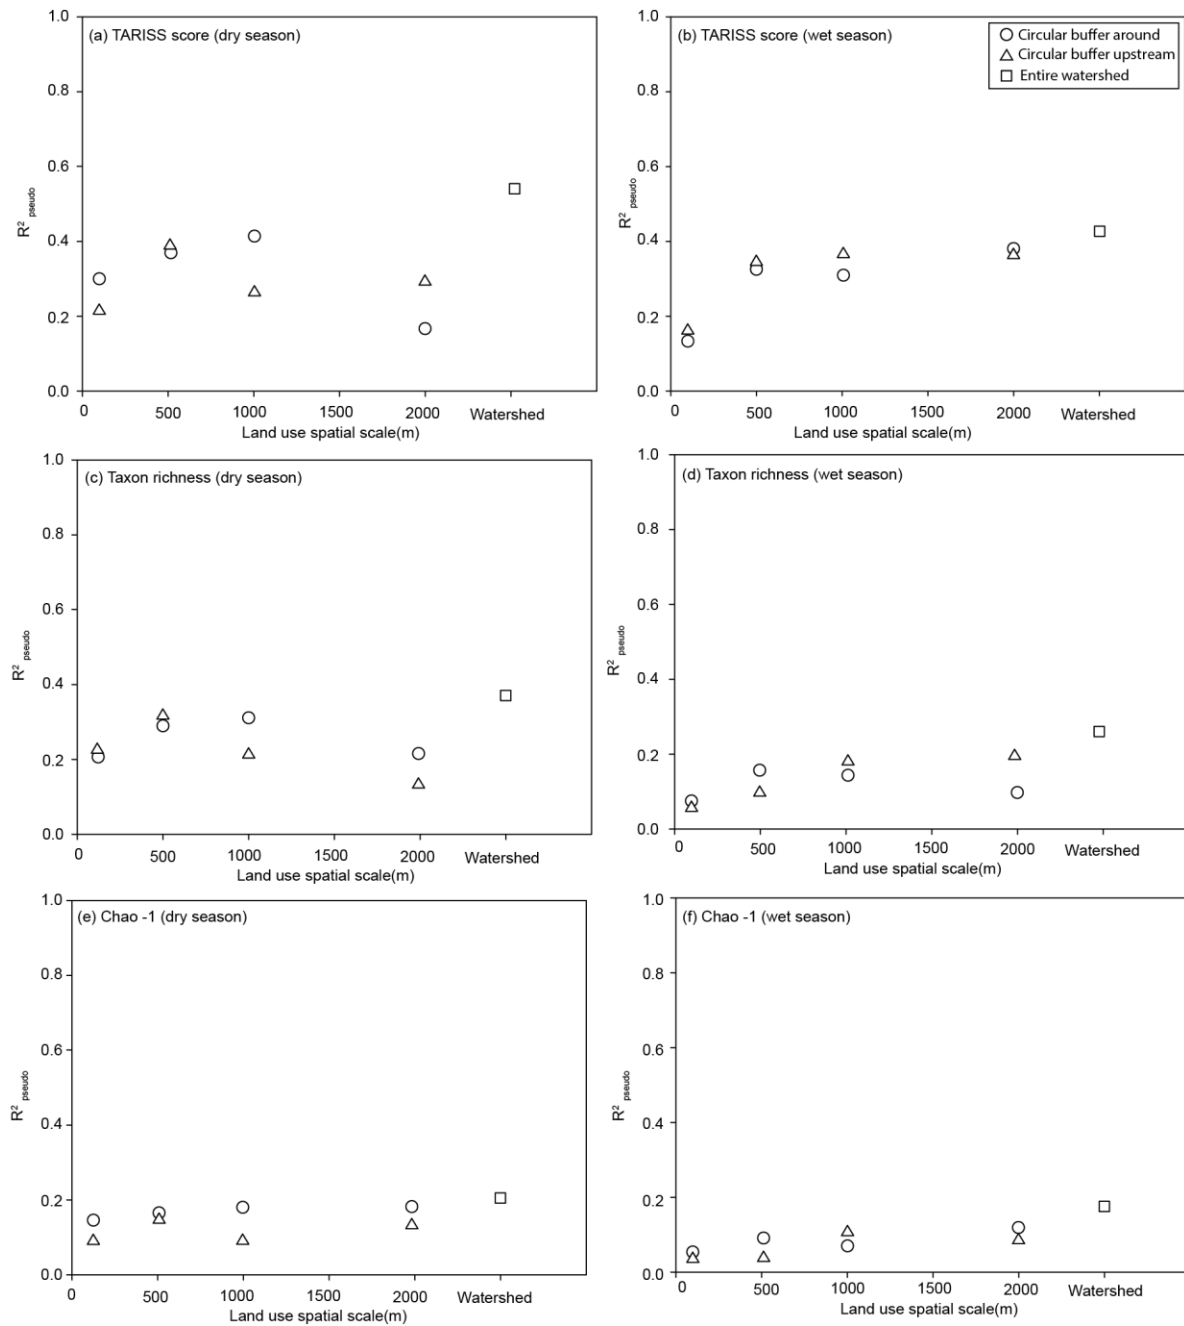 (a) TARISS score (dry season)
1.0
0.8
0.6
0.4
0.2
0.0
R² pseudo
0 500 1000 1500 2000 Watershed
Land use spatial scale(m)
(b) TARISS score (wet season)
Circular buffer around
Circular buffer upstream
Entire watershed
1.0
0.8
0.6
0.4
0.2
0.0
R² pseudo
0 500 1000 1500 2000 Watershed
Land use spatial scale(m)
(c) Taxon richness (dry season)
1.0
0.8
0.6
0.4
0.2
0.0
R² pseudo
0 500 1000 1500 2000 Watershed
Land use spatial scale(m)
(d) Taxon richness (wet season)
1.0
0.8
0.6
0.4
0.2
0.0
R² pseudo
0 500 1000 1500 2000 Watershed
Land use spatial scale(m)
(e) Chao -1 (dry season)
1.0
0.8
0.6
0.4
0.2
0.0
R² pseudo
0 500 1000 1500 2000 Watershed
Land use spatial scale(m)
(f) Chao -1 (wet season)
1.0
0.8
0.6
0.4
0.2
0.0
R² pseudo
0 500 1000 1500 2000 Watershed
Land use spatial scale(m)